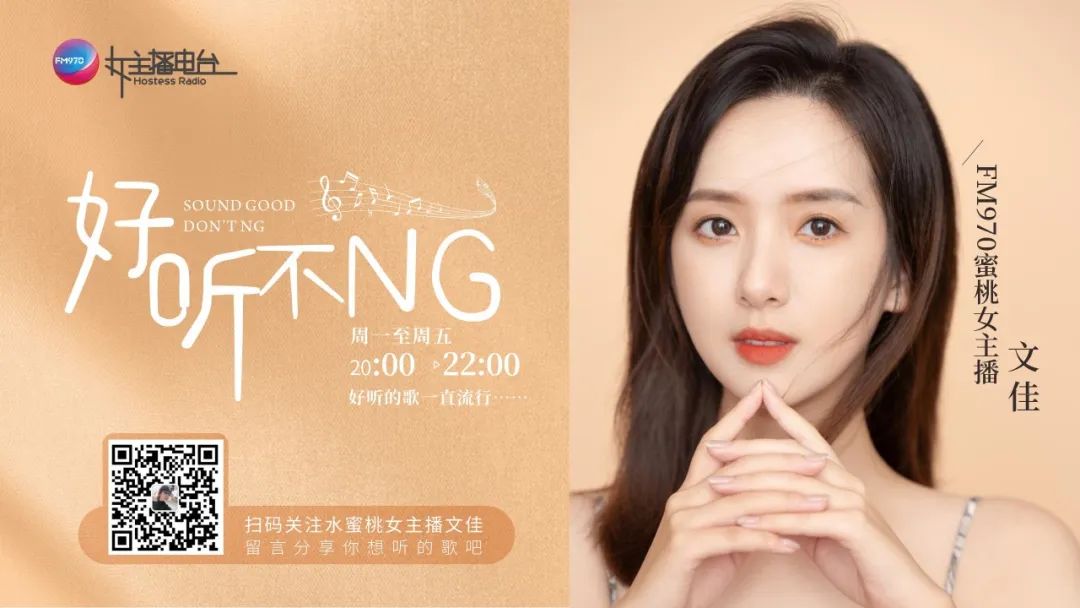 FM970
女主播电台
Hostess Radio
好听不NG
SOUND GOOD
DON'T NG
周一至周五
20:00 22:00
好听的歌一直流行……
扫码关注水蜜桃女主播文佳
留言分享你想听的歌吧
FM970蜜桃女主播
文佳